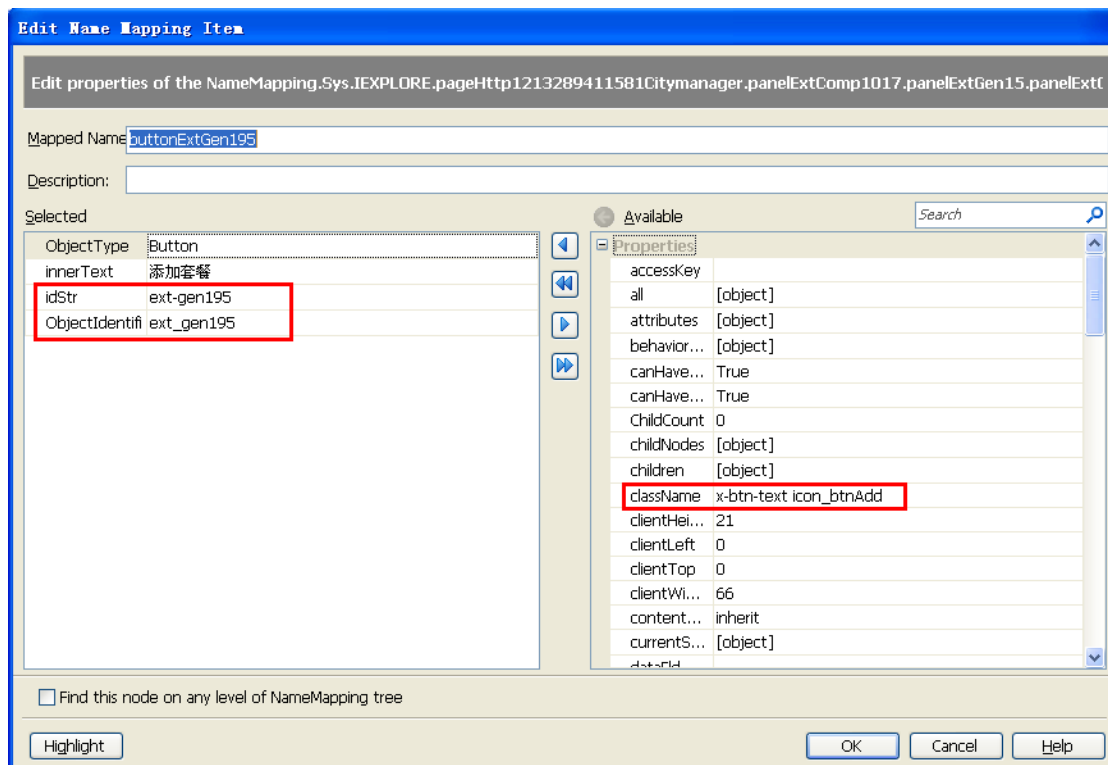 Edit Name Mapping Item
Edit properties of the NameMapping.Sys.IEXPLORE.pageHttp1213289411581Citymanager.panelExtComp1017.panelExtGen15.panelExt
Mapped Name buttonExtGen195
Description:
Selected
Available
Search
ObjectType Button
innerText 添加套餐
idStr ext-gen195
ObjectIdentifi ext_gen195
Properties
accessKey
all [object]
attributes [object]
behavior... [object]
canHave... True
canHave... True
ChildCount 0
childNodes [object]
children [object]
className x-btn-text icon_btnAdd
clientHei... 21
clientLeft 0
clientTop 0
clientWi... 66
content... inherit
currentS... [object]
dataFld
Find this node on any level of NameMapping tree
Highlight
OK
Cancel
Help